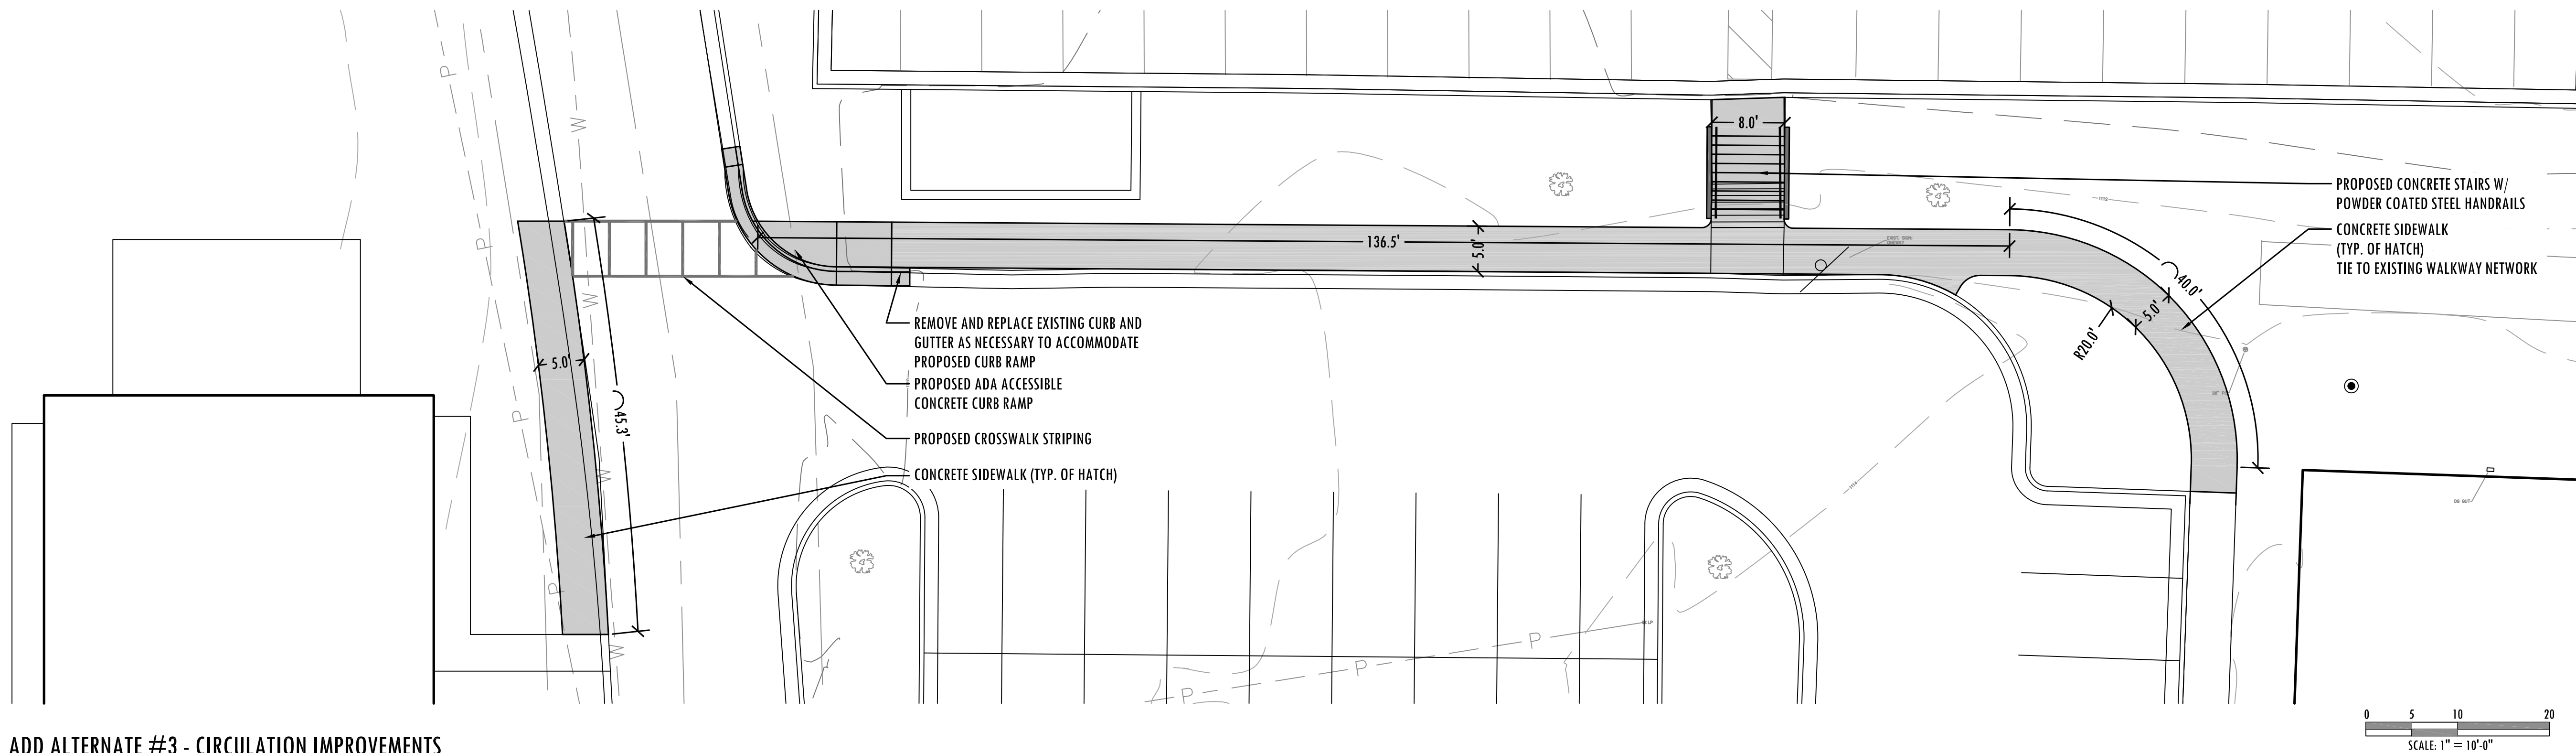 8.0'
PROPOSED CONCRETE STAIRS W/
POWDER COATED STEEL HANDRAILS
CONCRETE SIDEWALK
(TYP. OF HATCH)
TIE TO EXISTING WALKWAY NETWORK
136.5'
5.0'
40.0'
5.0'
R20.0'
REMOVE AND REPLACE EXISTING CURB AND
GUTTER AS NECESSARY TO ACCOMMODATE
PROPOSED CURB RAMP
PROPOSED ADA ACCESSIBLE
CONCRETE CURB RAMP
PROPOSED CROSSWALK STRIPING
CONCRETE SIDEWALK (TYP. OF HATCH)
5.0'
45.3'
P
P
P
P
W
W
W
W
P
P
P
OG GUT
1114
0 5 10 20
SCALE: 1" = 10'-0"
ADD ALTERNATE #3 - CIRCULATION IMPROVEMENTS